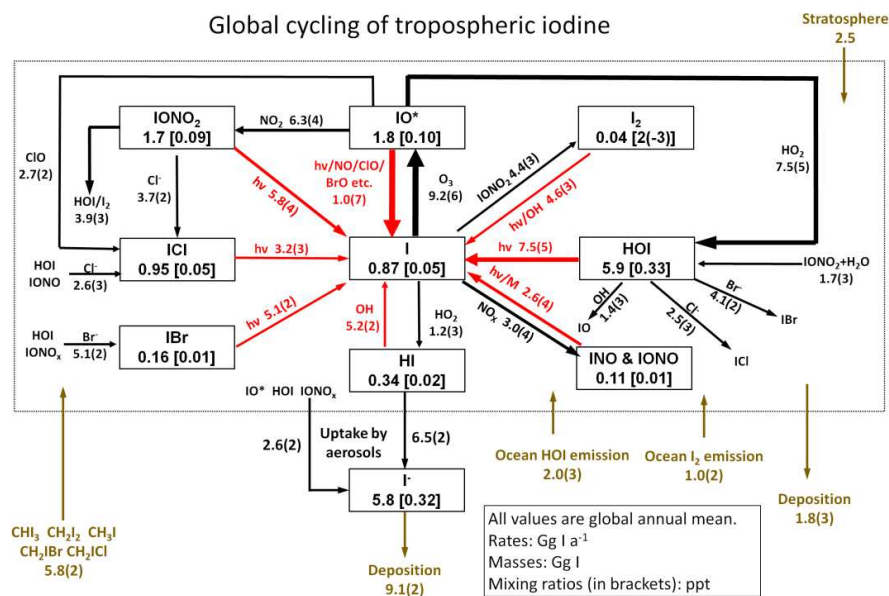 Global cycling of tropospheric iodine
Stratosphere
2.5
IONO₂
1.7 [0.09]
NO₂ 6.3(4)
IO*
1.8 [0.10]
I₂
0.04 [2(-3)]
HO₂
7.5(5)
ClO
2.7(2)
HOI/I₂
3.9(3)
Cl⁻
3.7(2)
hv 5.8(4)
hv/NO/ClO/
BrO etc.
1.0(7)
O₃
9.2(6)
IONO₂ 4.4(3)
hv/OH 4.6(3)
ICl
0.95 [0.05]
hv 3.2(3)
I
0.87 [0.05]
hv 7.5(5)
HOI
5.9 [0.33]
IONO₂+H₂O
1.7(3)
HOI
IONO
Cl⁻
2.6(3)
hv 5.1(2)
OH
5.2(2)
HO₂
1.2(3)
hv/M 2.6(4)
NOₓ 3.0(4)
OH
1.4(3)
IO
Cl⁻
2.5(3)
ICl
Br⁻
4.1(2)
IBr
HOI
IONOₓ
Br⁻
5.1(2)
IBr
0.16 [0.01]
HI
0.34 [0.02]
INO & IONO
0.11 [0.01]
IO* HOI IONOₓ
2.6(2)
Uptake by
aerosols
6.5(2)
Ocean HOI emission
2.0(3)
Ocean I₂ emission
1.0(2)
Deposition
1.8(3)
I⁻
5.8 [0.32]
CHI₃ CH₂I₂ CH₃I
CH₂IBr CH₂ICl
5.8(2)
Deposition
9.1(2)
All values are global annual mean.
Rates: Gg I a⁻¹
Masses: Gg I
Mixing ratios (in brackets): ppt